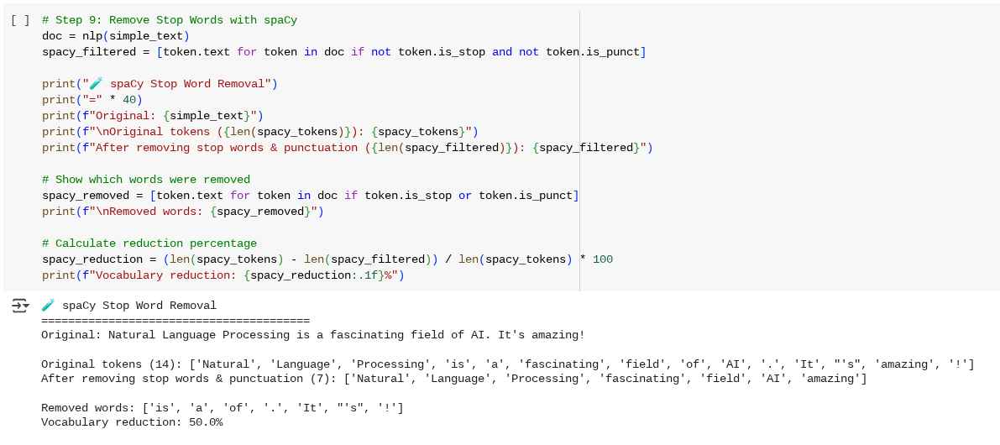 [ ] # Step 9: Remove Stop Words with spaCy
doc = nlp(simple_text)
spacy_filtered = [token.text for token in doc if not token.is_stop and not token.is_punct]

print("🧪 spaCy Stop Word Removal")
print("=" * 40)
print(f"Original: {simple_text}")
print(f"\nOriginal tokens ({len(spacy_tokens)}): {spacy_tokens}")
print(f"After removing stop words & punctuation ({len(spacy_filtered)}): {spacy_filtered}")

# Show which words were removed
spacy_removed = [token.text for token in doc if token.is_stop or token.is_punct]
print(f"\nRemoved words: {spacy_removed}")

# Calculate reduction percentage
spacy_reduction = (len(spacy_tokens) - len(spacy_filtered)) / len(spacy_tokens) * 100
print(f"Vocabulary reduction: {spacy_reduction:.1f}%")

🧪 spaCy Stop Word Removal
========================================
Original: Natural Language Processing is a fascinating field of AI. It's amazing!

Original tokens (14): ['Natural', 'Language', 'Processing', 'is', 'a', 'fascinating', 'field', 'of', 'AI', '.', 'It', "'s", 'amazing', '!']
After removing stop words & punctuation (7): ['Natural', 'Language', 'Processing', 'fascinating', 'field', 'AI', 'amazing']

Removed words: ['is', 'a', 'of', '.', 'It', "'s", '!']
Vocabulary reduction: 50.0%